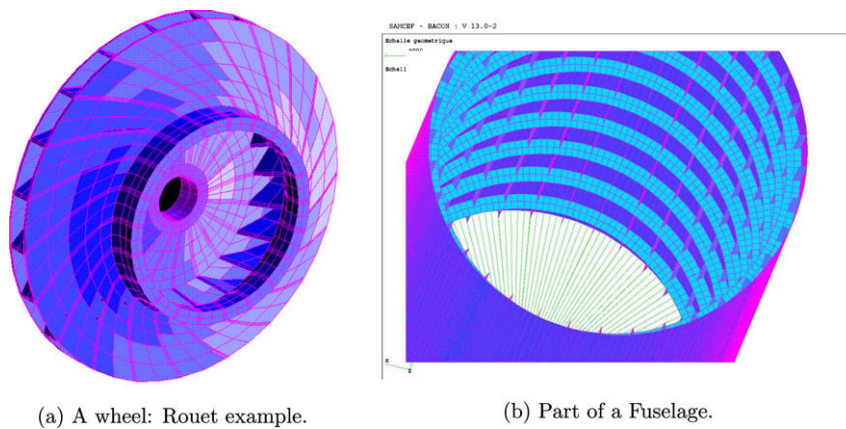 SAMCEF - BACON : V 13.0-2
Echelle geometrique
Echell
(a) A wheel: Rouet example.
(b) Part of a Fuselage.